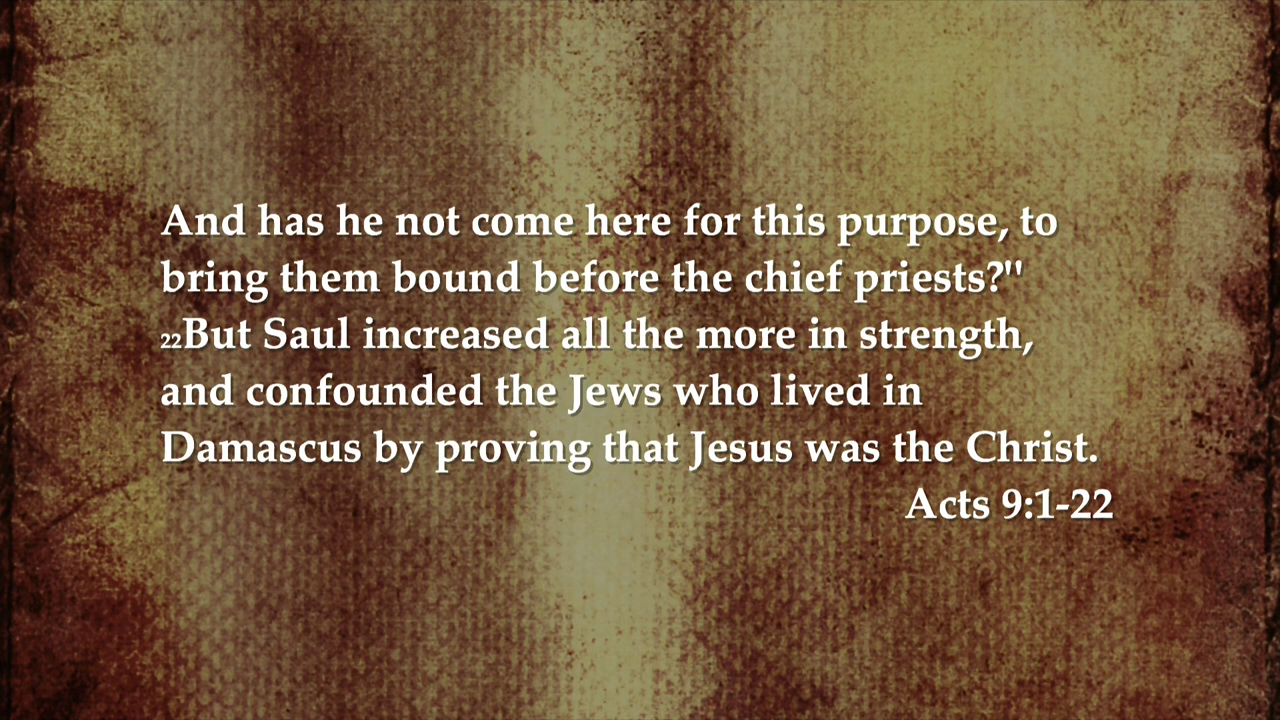 And has he not come here for this purpose, to
bring them bound before the chief priests?"
22But Saul increased all the more in strength,
and confounded the Jews who lived in
Damascus by proving that Jesus was the Christ.
Acts 9:1-22